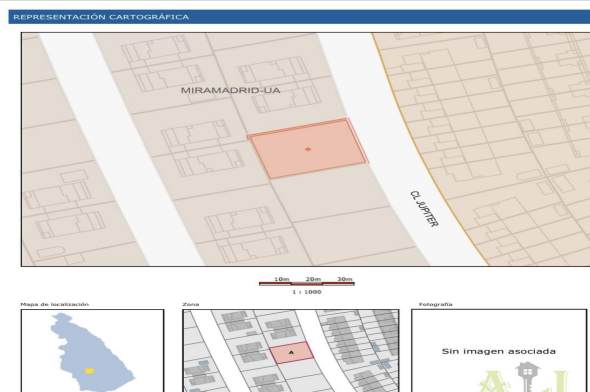 REPRESENTACIÓN CARTOGRÁFICA
MIRAMADRID-UA
CL JUPITER
10m 20m 30m
1 : 1000
Mapa de localización
Zona
Fotografía
A
Sin imagen asociada